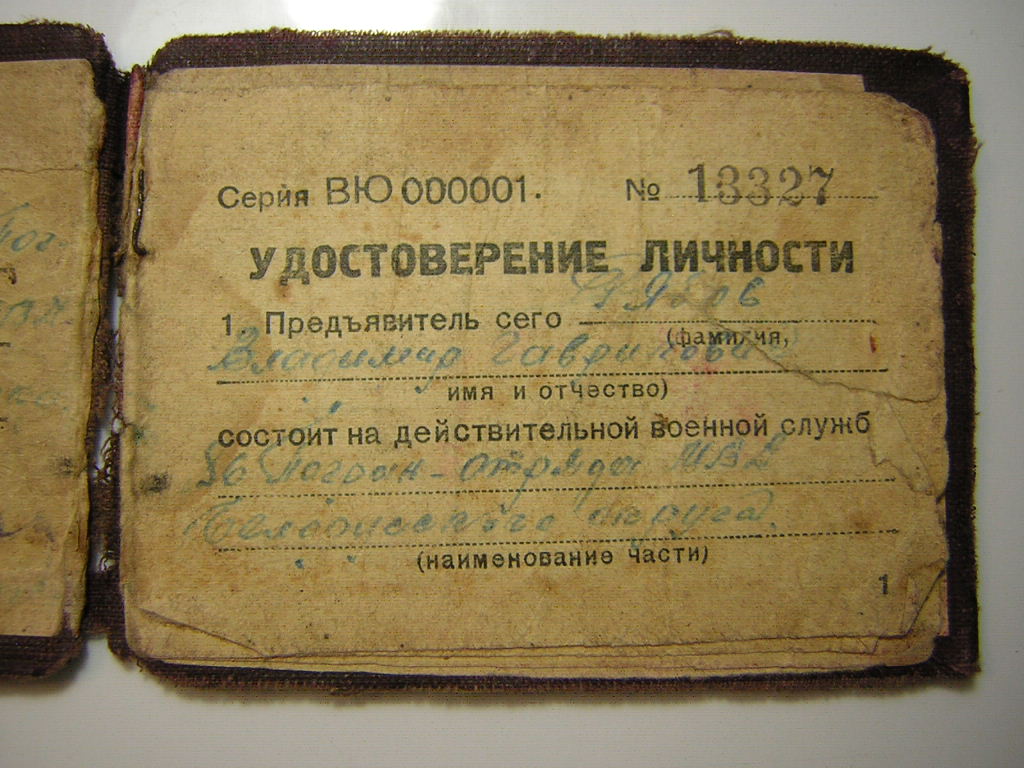 Серия ВЮ 000001. № 13327
УДОСТОВЕРЕНИЕ ЛИЧНОСТИ
1. Предъявитель сего
(фамилия,
Владимир Гаврилович
имя и отчество)
состоит на действительной военной служб
86 Погран-отряда МВД
Белорусского округа.
(наименование части)
1